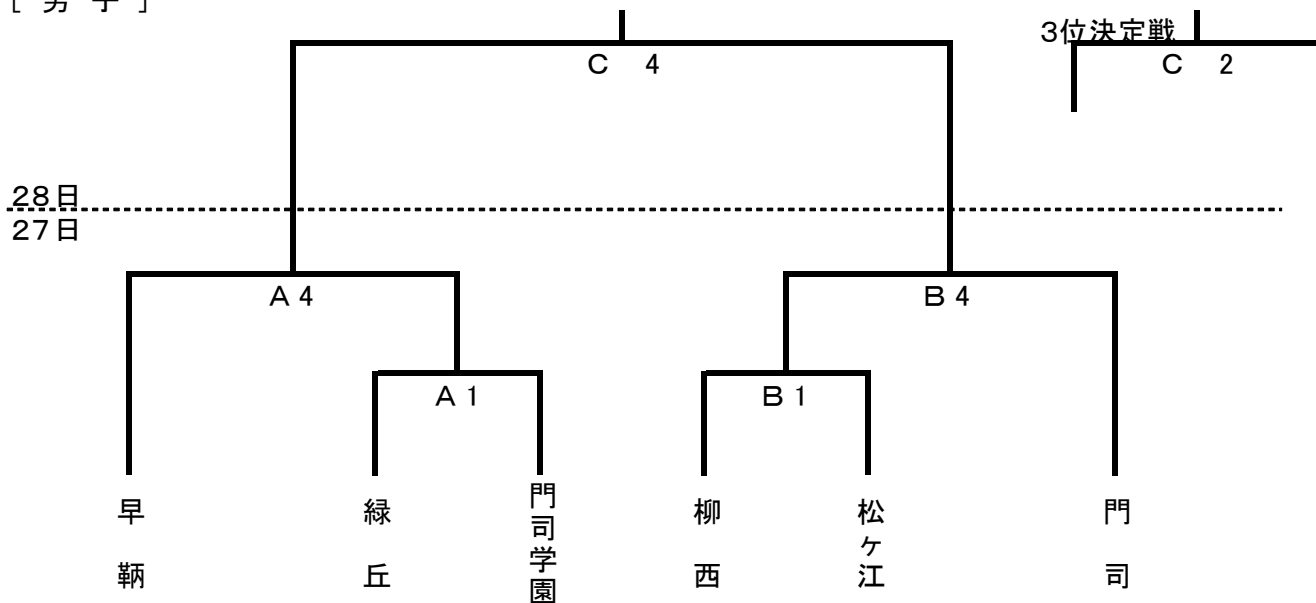 [ 男 子 ]
3位決定戦
C 4
C 2
28日
27日
A 4
B 4
A 1
B 1
早鞆
緑丘
門司学園
柳西
松ヶ江
門司